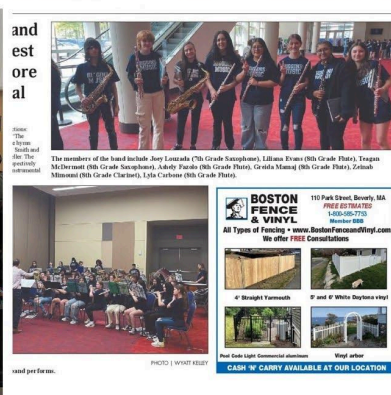 and
est
ore
al
The
Smith and
The members of the band include Joey Louzada (7th Grade Saxophone), Liliana Evans (8th Grade Flute), Teagan
McDermott (8th Grade Saxophone), Ashely Fazolo (8th Grade Flute), Greida Mamaj (8th Grade Flute), Zeinab
Mimouni (8th Grade Clarinet), Lyla Carbone (8th Grade Flute).
PHOTO | WYATT KELLEY
band performs.
BOSTON
FENCE
& VINYL
110 Park Street, Beverly, MA
FREE ESTIMATES
1-800-585-7753
Member BBB
All Types of Fencing • www.BostonFenceandVinyl.com
We offer FREE Consultations
4' Straight Yarmouth
5' and 6' White Daytona vinyl
Pool Code Light Commercial aluminum
Vinyl arbor
CASH 'N' CARRY AVAILABLE AT OUR LOCATION